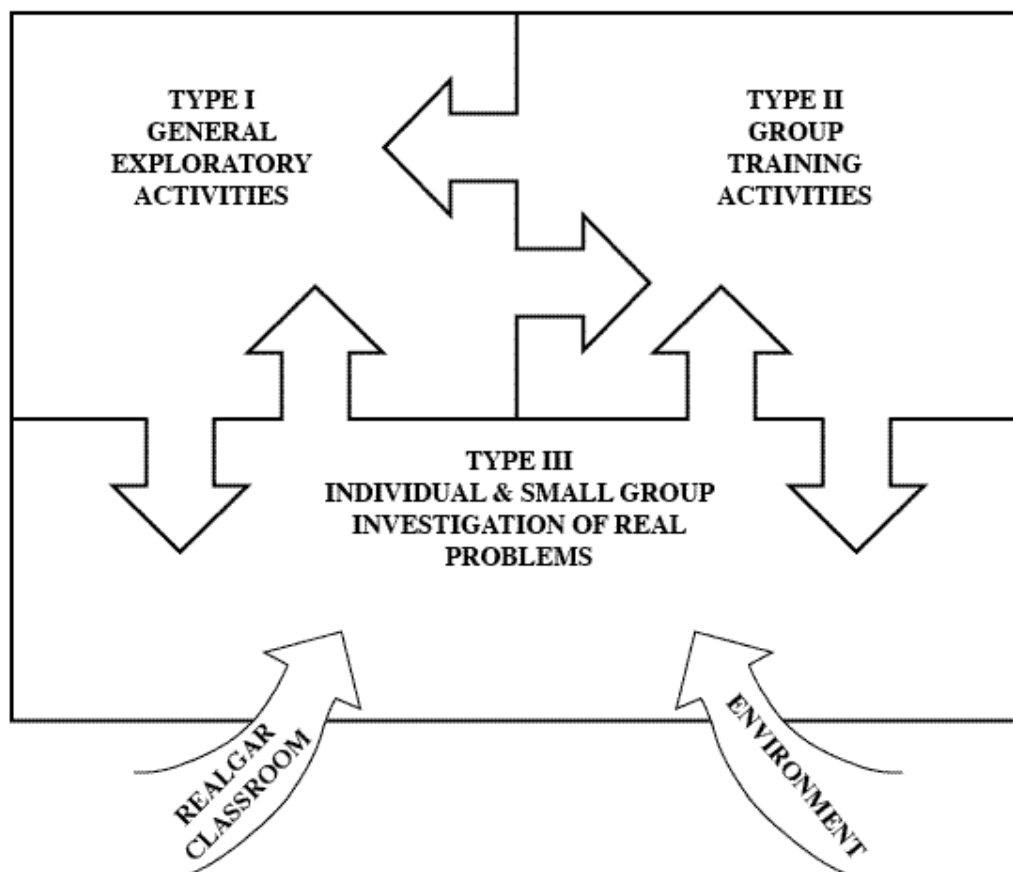 TYPE I
GENERAL
EXPLORATORY
ACTIVITIES
TYPE II
GROUP
TRAINING
ACTIVITIES
TYPE III
INDIVIDUAL & SMALL GROUP
INVESTIGATION OF REAL
PROBLEMS
REALGAR
CLASSROOM
ENVIRONMENT